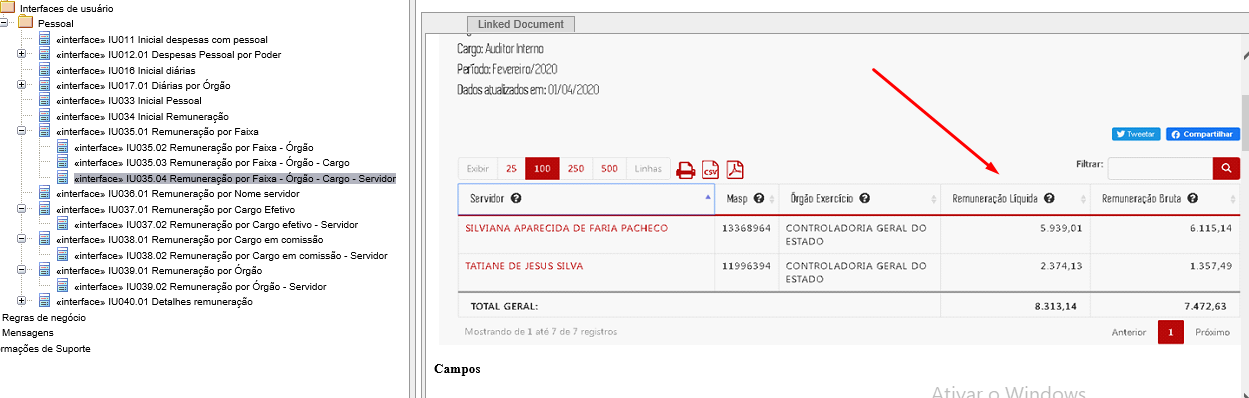 Interfaces de usuário
Pessoal
«interface» IU011 Inicial despesas com pessoal
«interface» IU012.01 Despesas Pessoal por Poder
«interface» IU016 Inicial diárias
«interface» IU017.01 Diárias por Órgão
«interface» IU033 Inicial Pessoal
«interface» IU034 Inicial Remuneração
«interface» IU035.01 Remuneração por Faixa
«interface» IU035.02 Remuneração por Faixa - Órgão
«interface» IU035.03 Remuneração por Faixa - Órgão - Cargo
«interface» IU035.04 Remuneração por Faixa - Órgão - Cargo - Servidor
«interface» IU036.01 Remuneração por Nome servidor
«interface» IU037.01 Remuneração por Cargo Efetivo
«interface» IU037.02 Remuneração por Cargo efetivo - Servidor
«interface» IU038.01 Remuneração por Cargo em comissão
«interface» IU038.02 Remuneração por Cargo em comissão - Servidor
«interface» IU039.01 Remuneração por Órgão
«interface» IU039.02 Remuneração por Órgão - Servidor
«interface» IU040.01 Detalhes remuneração
Regras de negócio
Mensagens
rmações de Suporte
Linked Document
Cargo: Auditor Interno
Período: Fevereiro/2020
Dados atualizados em: 01/04/2020
Tweetar Compartilhar
Exibir 25 100 250 500 Linhas CSV Filtrar:
Servidor ? Masp ? Órgão Exercício ? Remuneração Líquida ? Remuneração Bruta ?
SILVIANA APARECIDA DE FARIA PACHECO 13368964 CONTROLADORIA GERAL DO 5.939,01 6.115,14
ESTADO
TATIANE DE JESUS SILVA 11996394 CONTROLADORIA GERAL DO 2.374,13 1.357,49
ESTADO
TOTAL GERAL: 8.313,14 7.472,63
Mostrando de 1 até 7 de 7 registros Anterior 1 Próximo
Campos
Ativar o Windows